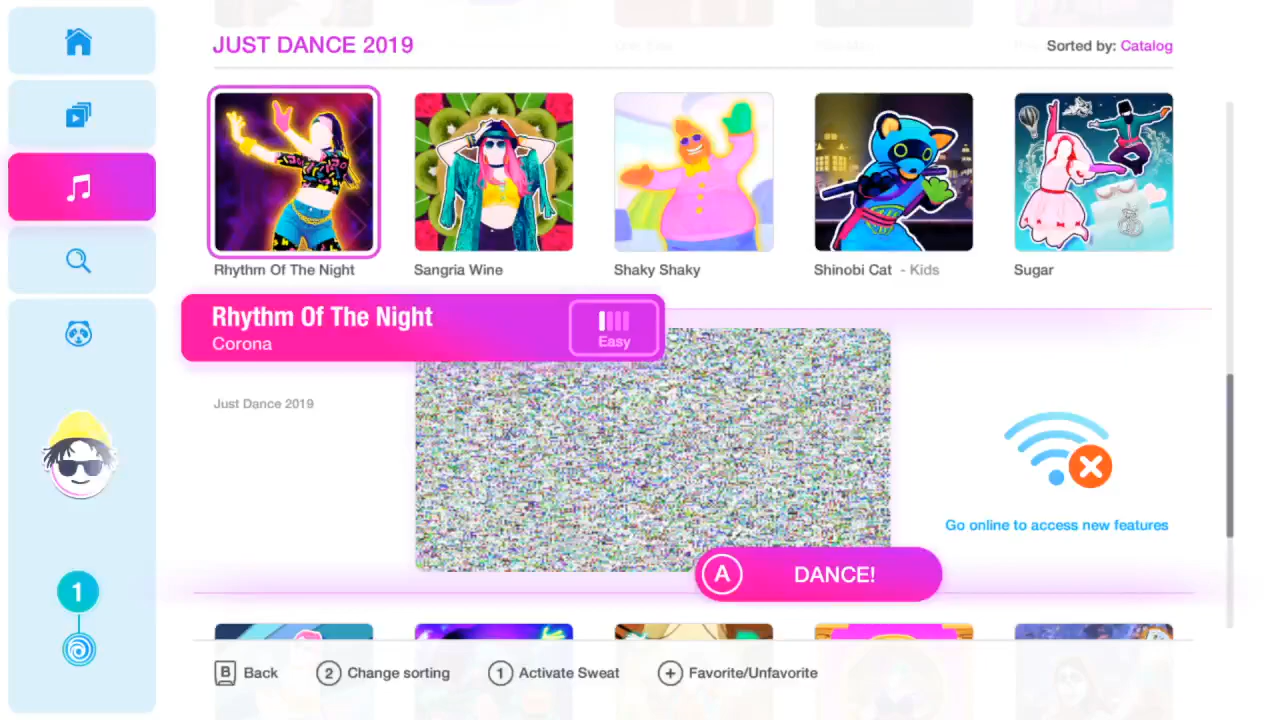 JUST DANCE 2019
Sorted by: Catalog
Rhythm Of The Night
Sangria Wine
Shaky Shaky
Shinobi Cat - Kids
Sugar
Rhythm Of The Night
Corona
Easy
Just Dance 2019
Go online to access new features
A DANCE!
1
B Back
2 Change sorting
1 Activate Sweat
+ Favorite/Unfavorite